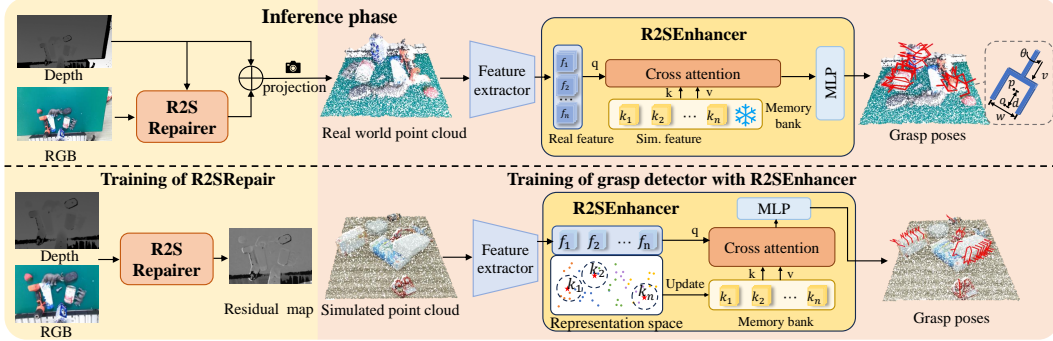 Inference phase
Depth
RGB
R2S
Repairer
projection
Real world point cloud
Feature
extractor
R2SEnhancer
f1
f2
...
fn
Real feature
q
Cross attention
k
v
k1 k2 ... kn
Sim. feature
Memory
bank
MLP
Grasp poses
θ
v
p
o
d
w
Training of R2SRepair
Depth
RGB
R2S
Repairer
Residual map
Training of grasp detector with R2SEnhancer
Simulated point cloud
Feature
extractor
R2SEnhancer
f1 f2 ... fn
q
k1
k2
kn
Representation space
Update
MLP
Cross attention
k
v
k1 k2 ... kn
Memory bank
Grasp poses